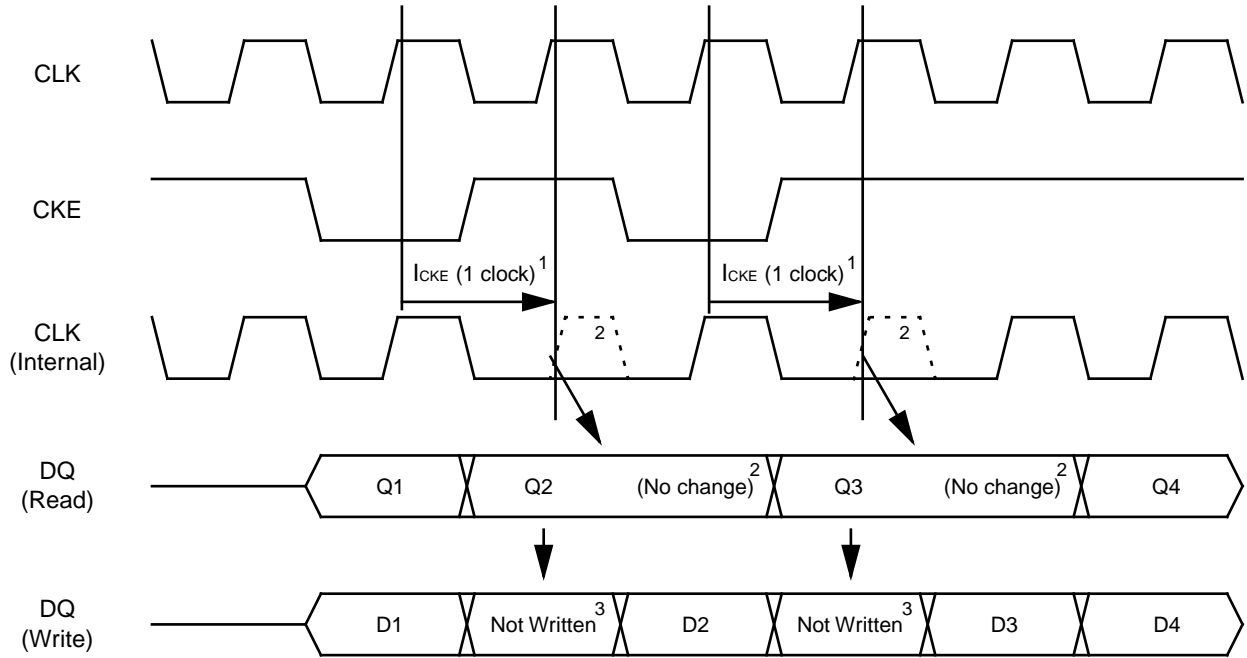 CLK
CKE
ICKE (1 clock)1 ICKE (1 clock)1
CLK
(Internal)
2 2
DQ
(Read)
Q1 Q2 (No change)2 Q3 (No change)2 Q4
DQ
(Write)
D1 Not Written3 D2 Not Written3 D3 D4